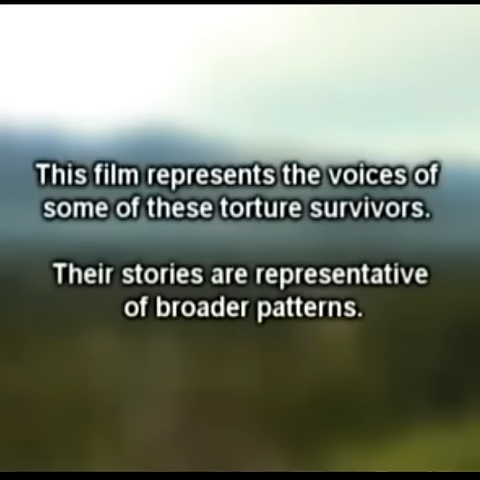 This film represents the voices of
some of these torture survivors.
Their stories are representative
of broader patterns.